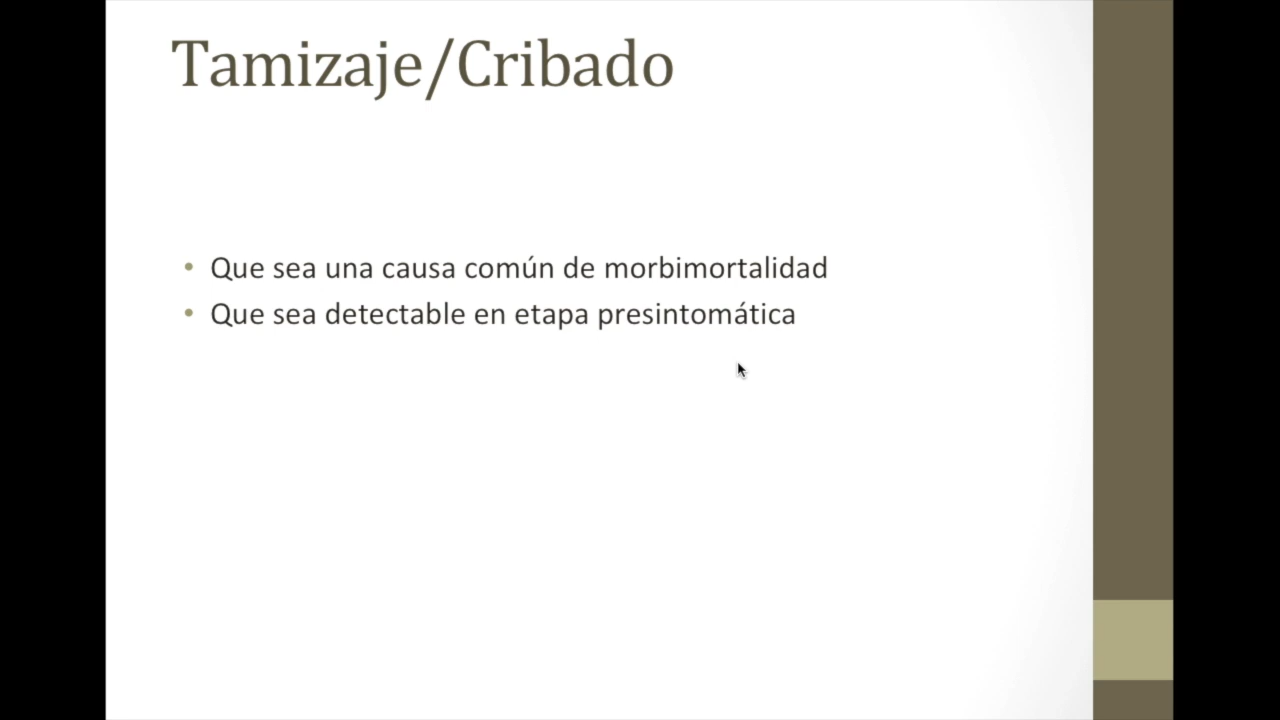 Tamizaje/Cribado
• Que sea una causa común de morbimortalidad
• Que sea detectable en etapa presintomática